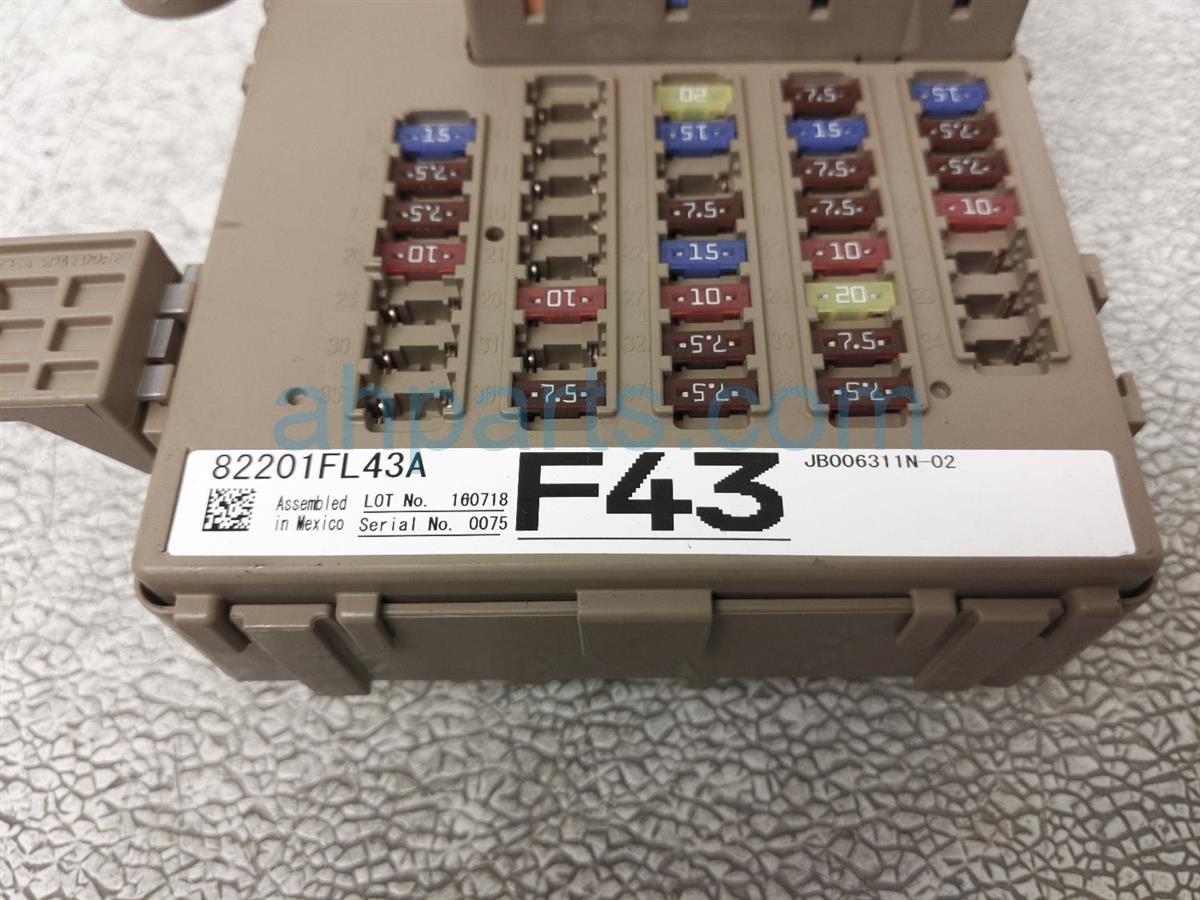 20 7.5 15
15 15 15 7.5
7.5 7.5 7.5
7.5 7.5 7.5 10
10 15 10
10 10 20
7.5 7.5
7.5 7.5 7.5
ahparts.com
82201FL43A F43 JB006311N-02
Assembled LOT No. 160718
in Mexico Serial No. 0075